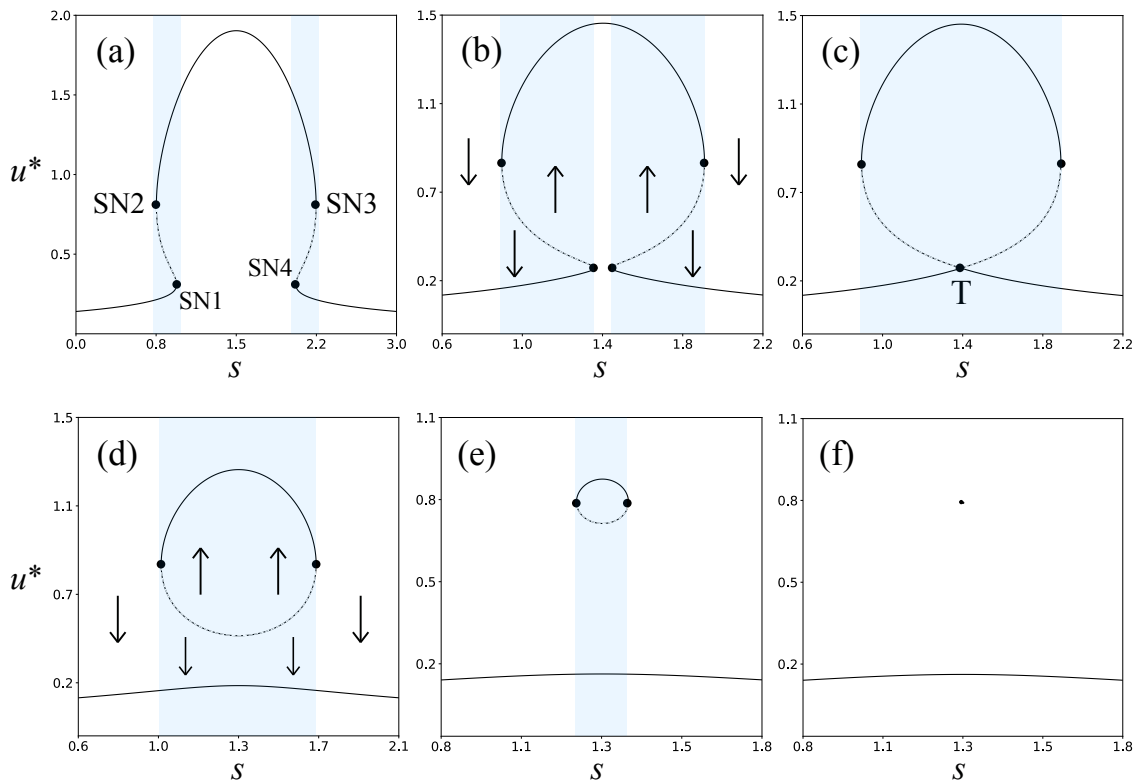 (a) (b) (c)
2.0 1.5 1.5
1.5 1.1 1.1
u* 1.0 0.7 0.7
SN2 SN3
0.5 0.2 0.2
SN4
SN1 T
0.0 0.8 1.5 2.2 3.0 0.6 1.0 1.4 1.8 2.2 0.6 1.0 1.4 1.8 2.2
s s s
(d) (e) (f)
1.5 1.1 1.1
1.1 0.8 0.8
u* 0.7 0.5 0.5
0.2 0.2 0.2
0.6 1.0 1.3 1.7 2.1 0.8 1.1 1.3 1.5 1.8 0.8 1.1 1.3 1.5 1.8
s s s